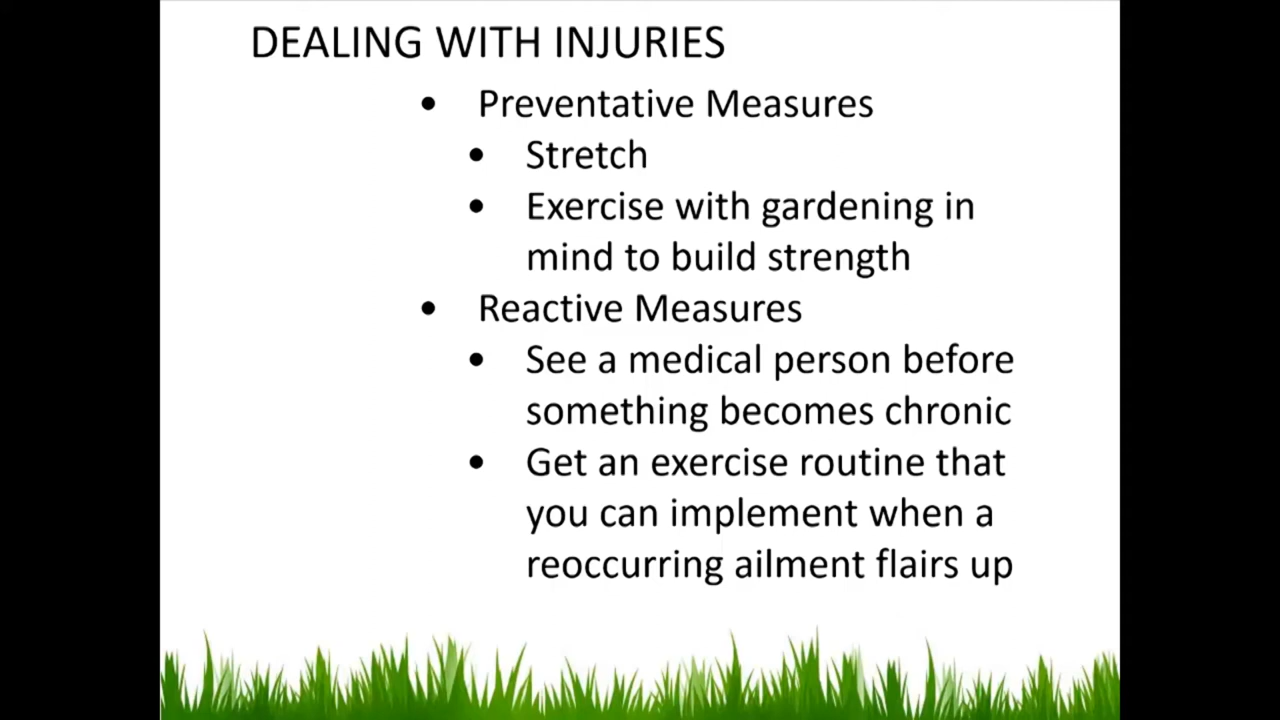 DEALING WITH INJURIES
• Preventative Measures
• Stretch
• Exercise with gardening in
mind to build strength
• Reactive Measures
• See a medical person before
something becomes chronic
• Get an exercise routine that
you can implement when a
reoccurring ailment flairs up